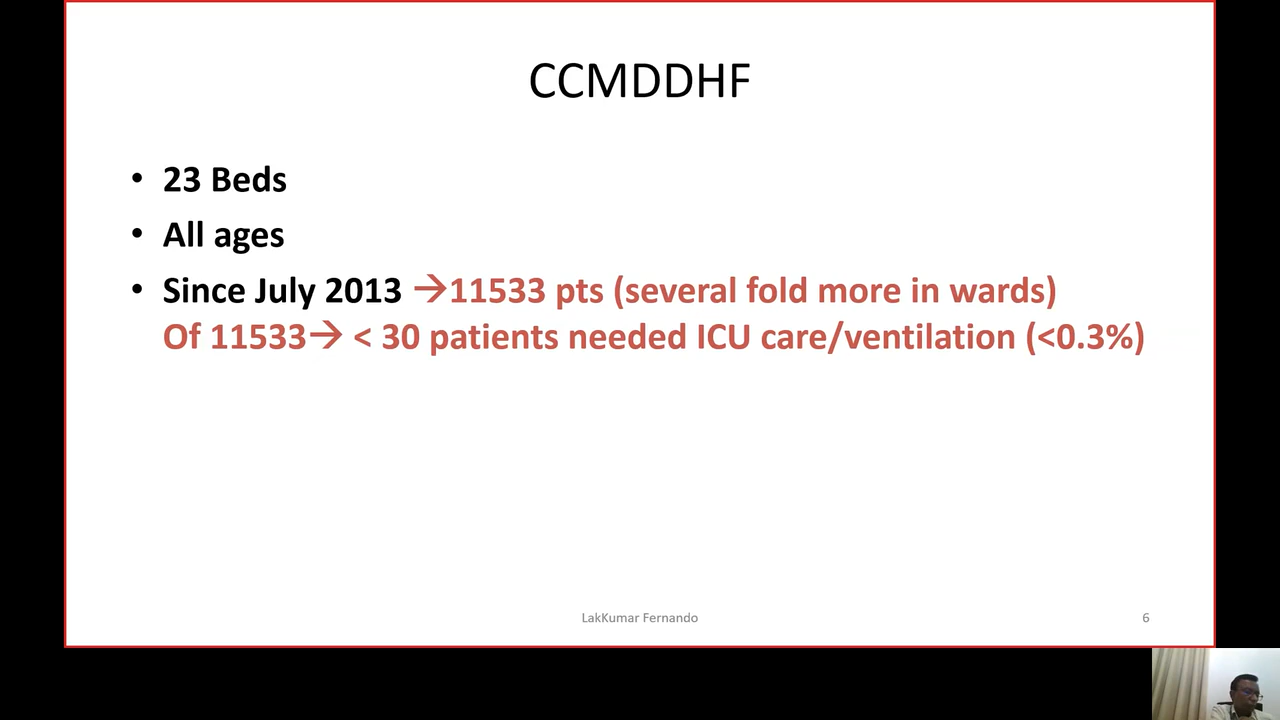 CCMDDHF
• 23 Beds
• All ages
• Since July 2013 →11533 pts (several fold more in wards)
Of 11533→ < 30 patients needed ICU care/ventilation (<0.3%)
LakKumar Fernando
6